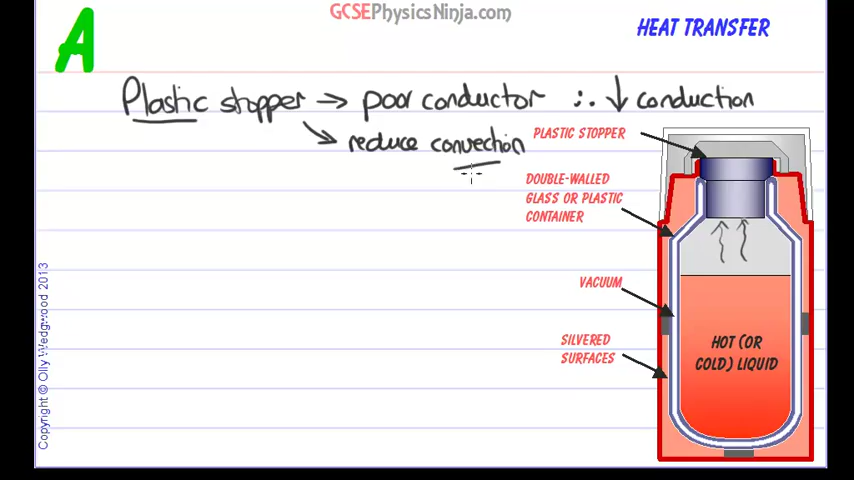 GCSEPhysicsNinja.com
HEAT TRANSFER
A
Plastic stopper → poor conductor ∴ ↓ conduction
↘ reduce convection
PLASTIC STOPPER
DOUBLE-WALLED
GLASS OR PLASTIC
CONTAINER
VACUUM
SILVERED
SURFACES
HOT (OR
COLD) LIQUID
Copyright © Olly Wedgwood 2013